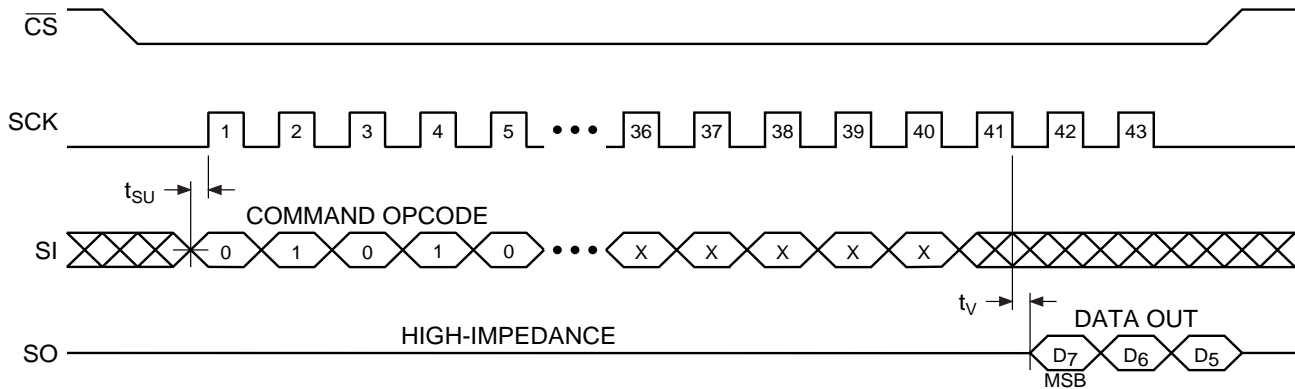 CS
SCK 1 2 3 4 5 ••• 36 37 38 39 40 41 42 43
tSU
COMMAND OPCODE
SI 0 1 0 1 0 ••• X X X X X
tV
DATA OUT
HIGH-IMPEDANCE
SO D7 D6 D5
MSB